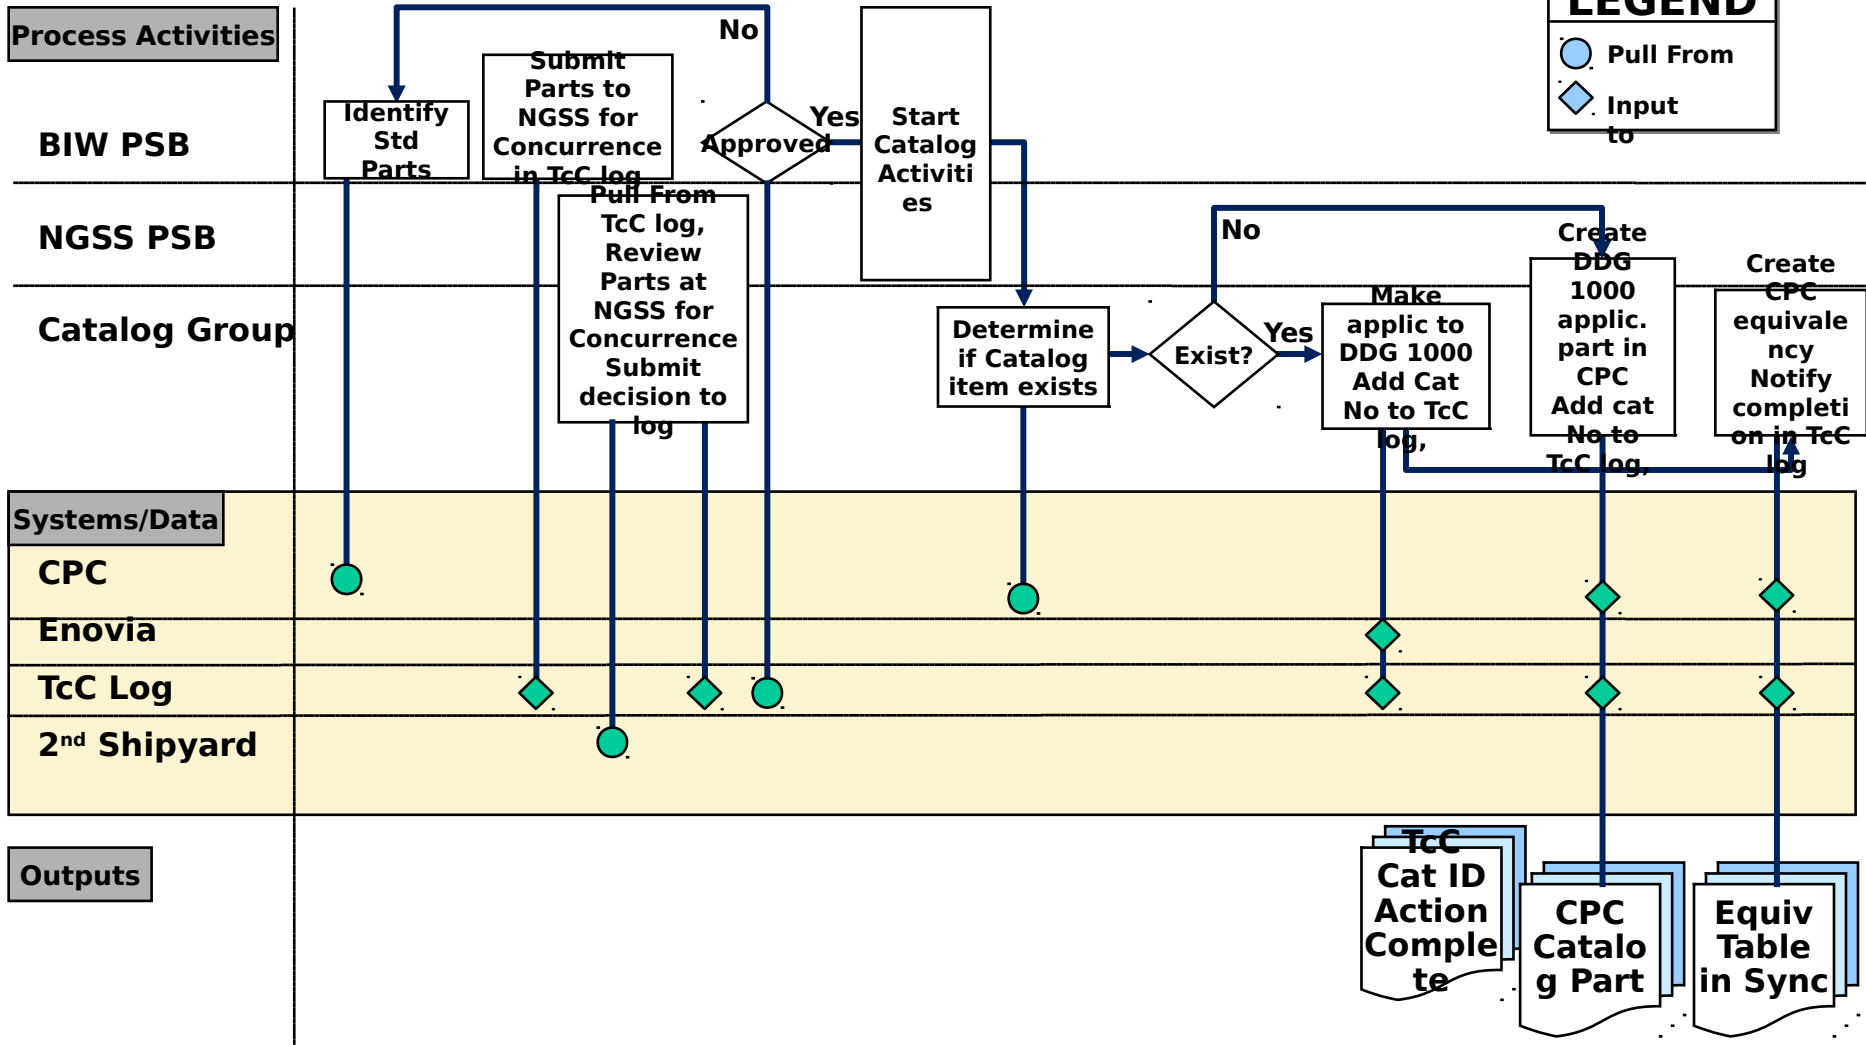 LEGEND
Pull From
Input
to
Process Activities
No
Identify
Std
Parts
Submit
Parts to
NGSS for
Concurrence
in TcC log
Approved
Yes
Start
Catalog
Activiti
es
BIW PSB
NGSS PSB
Pull From
TcC log,
Review
Parts at
NGSS for
Concurrence
Submit
decision to
log
Catalog Group
Determine
if Catalog
item exists
Exist?
No
Yes
Make
applic to
DDG 1000
Add Cat
No to TcC
log,
Create
DDG
1000
applic.
part in
CPC
Add cat
No to
TcC log,
Create
CPC
equivale
ncy
Notify
completi
on in TcC
log
Systems/Data
CPC
Enovia
TcC Log
2nd Shipyard
Outputs
TcC
Cat ID
Action
Comple
te
CPC
Catalo
g Part
Equiv
Table
in Sync